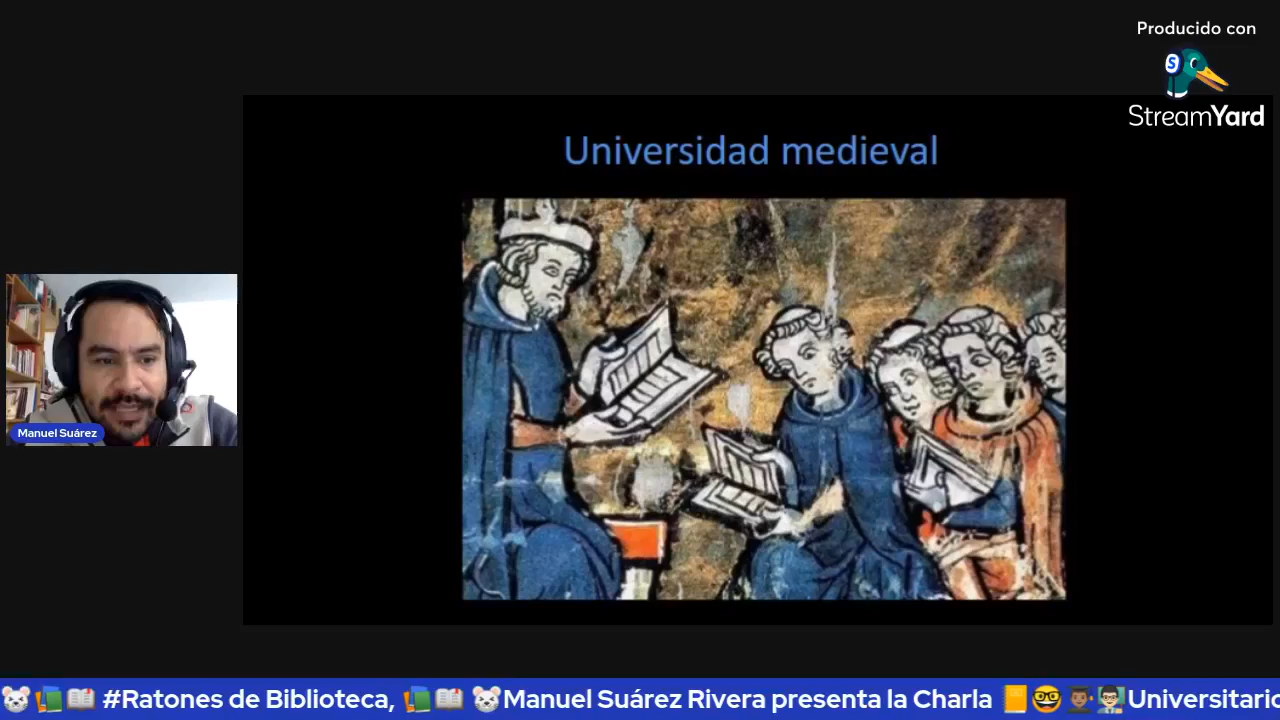 Producido con
StreamYard
Universidad medieval
Manuel Suárez
#Ratones de Biblioteca, Manuel Suárez Rivera presenta la Charla Universitario